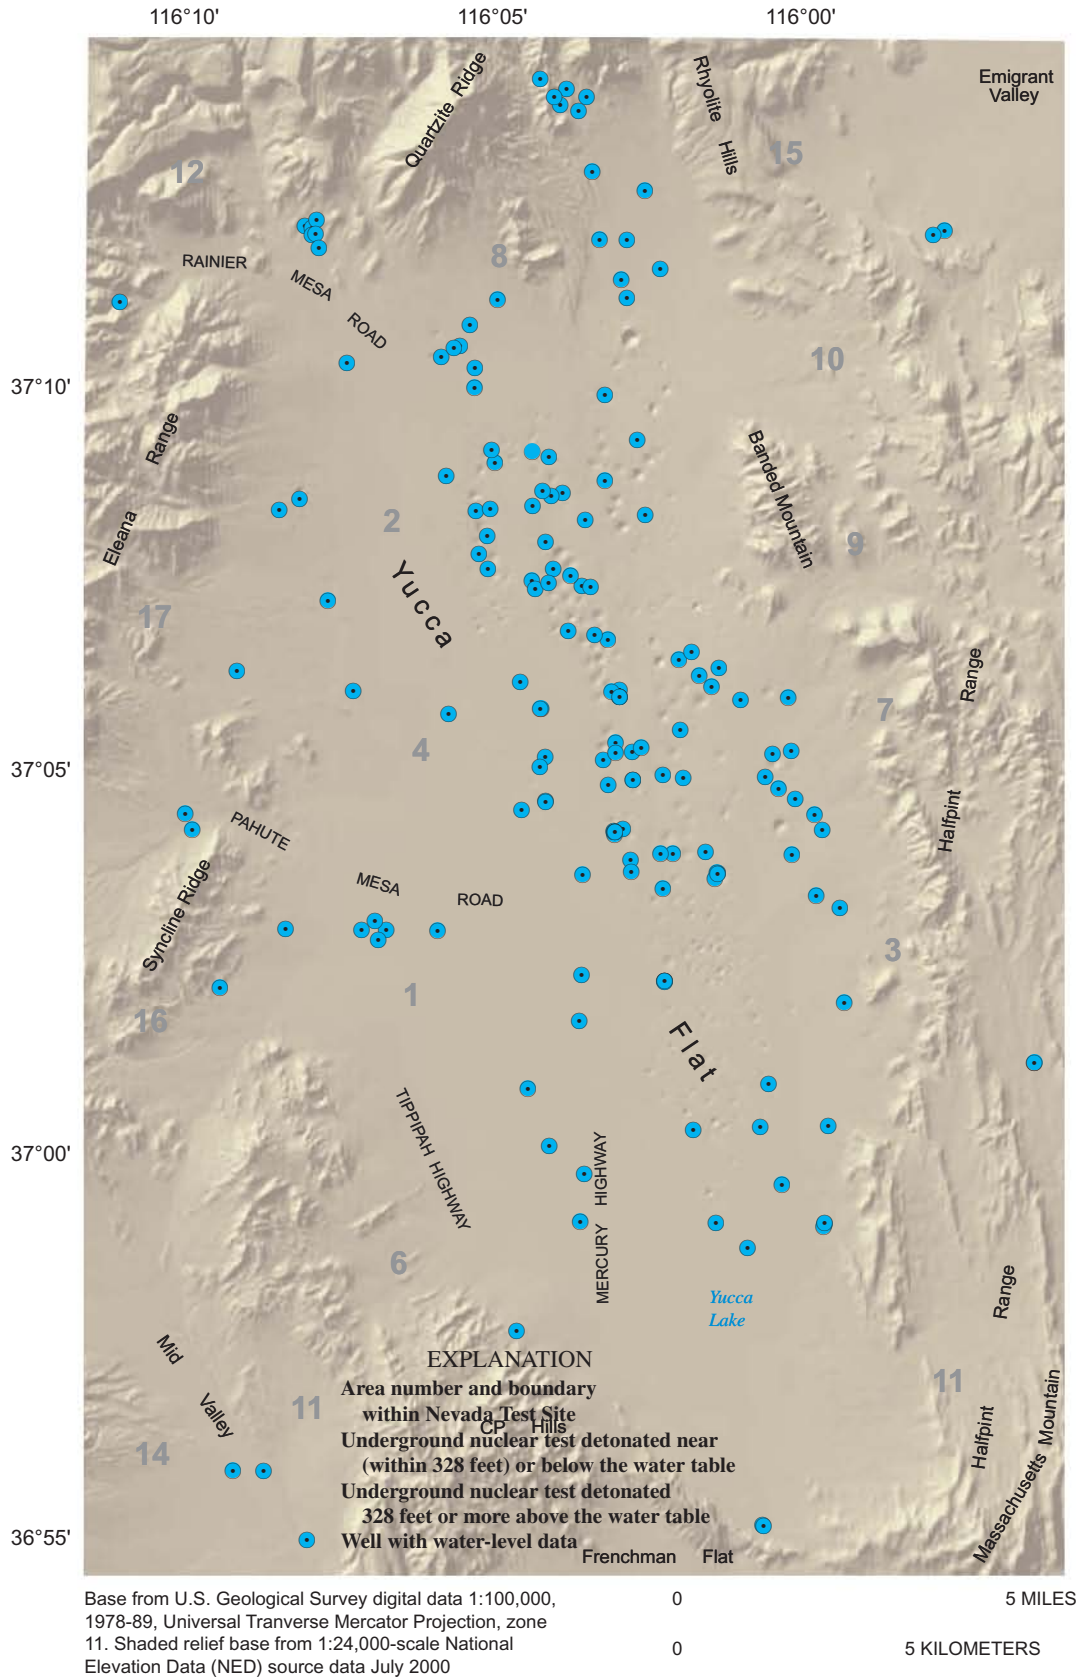 116°10' 116°05' 116°00'
Quartzite Ridge
Rhyolite Hills
Emigrant
Valley
15
12
8
RAINIER MESA ROAD
10
37°10'
Eleana Range
Banded Mountain
2
9
Yucca
17
Halfpint Range
7
4
37°05'
PAHUTE MESA ROAD
Syncline Ridge
3
1
16
Flat
TIPPIPAH HIGHWAY
37°00'
MERCURY HIGHWAY
6
Yucca
Lake
Mid Valley
Halfpint Range
11
11
Massachusetts Mountain
14
CP Hills
EXPLANATION
Area number and boundary
within Nevada Test Site
Underground nuclear test detonated near
(within 328 feet) or below the water table
Underground nuclear test detonated
328 feet or more above the water table
Well with water-level data
36°55'
Frenchman Flat
Base from U.S. Geological Survey digital data 1:100,000,
1978-89, Universal Tranverse Mercator Projection, zone
11. Shaded relief base from 1:24,000-scale National
Elevation Data (NED) source data July 2000
0 5 MILES
0 5 KILOMETERS